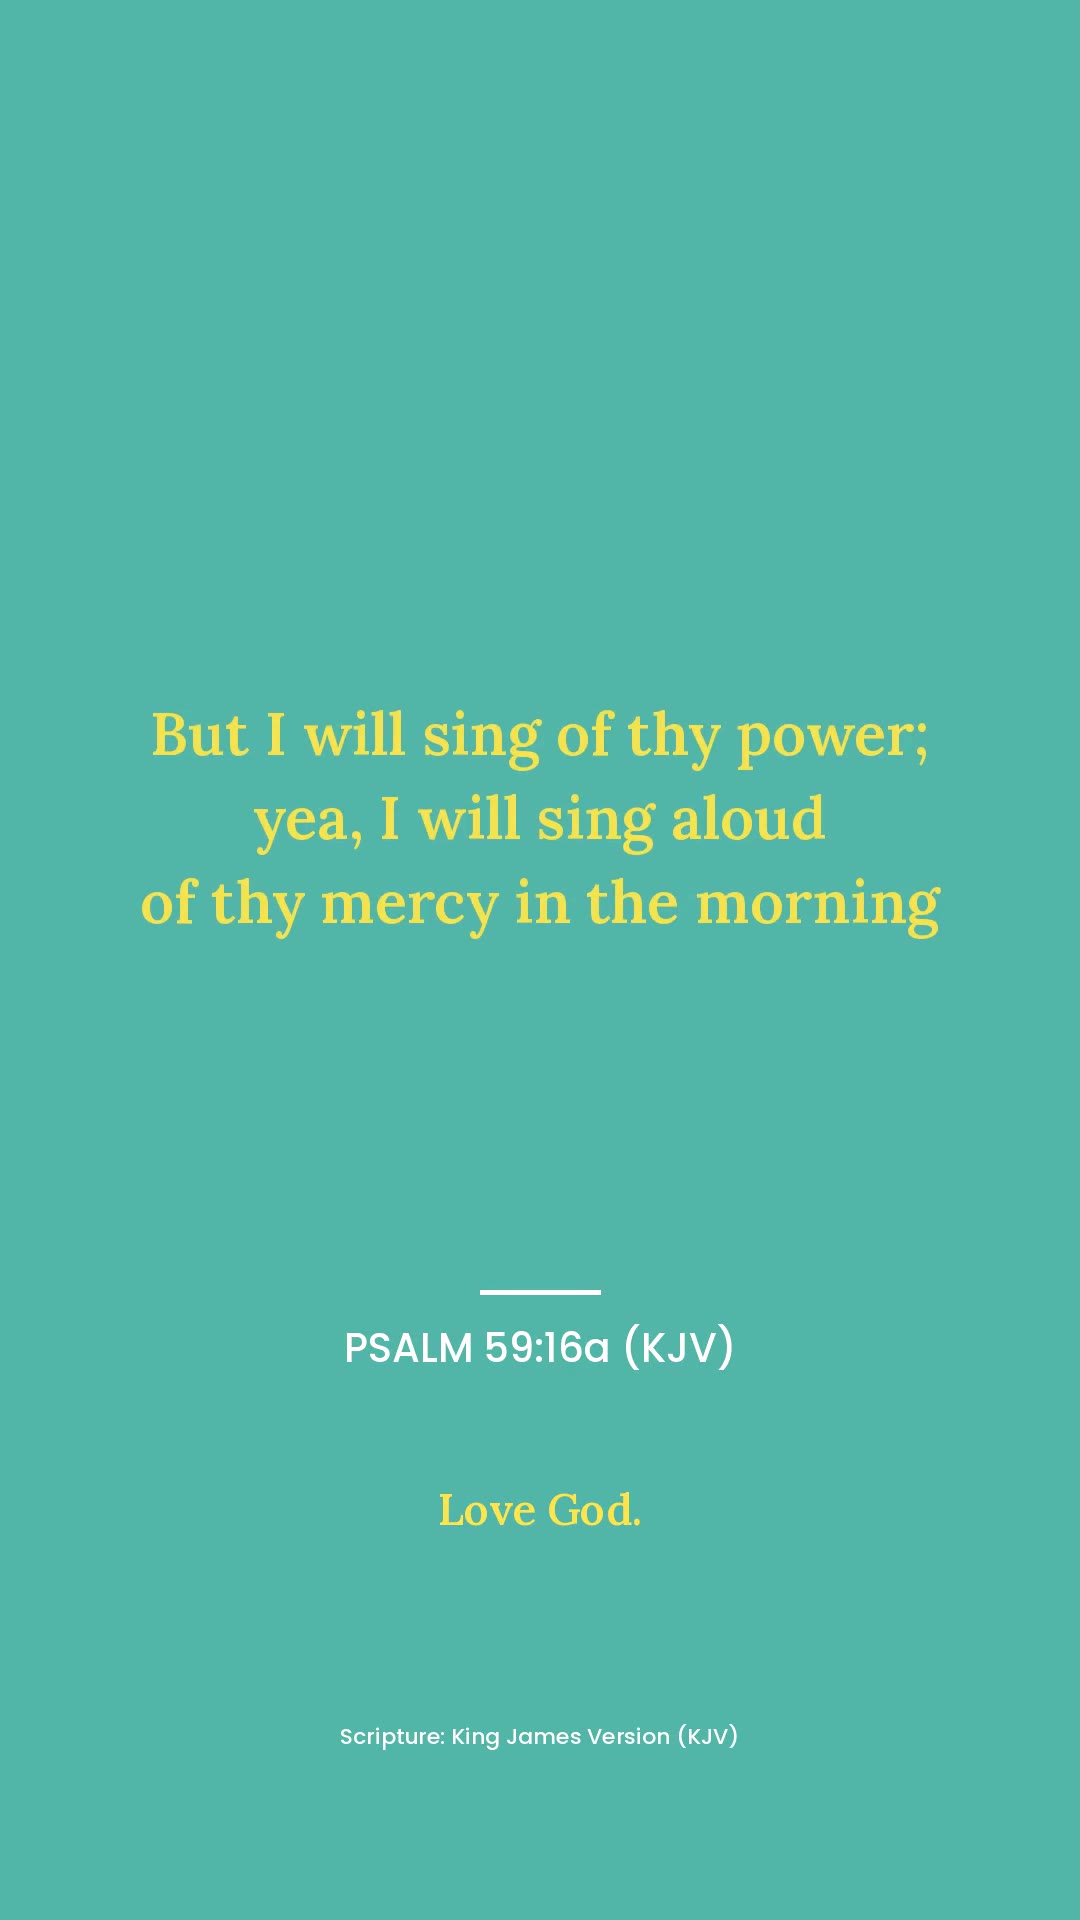 But I will sing of thy power;
yea, I will sing aloud
of thy mercy in the morning
PSALM 59:16a (KJV)
Love God.
Scripture: King James Version (KJV)